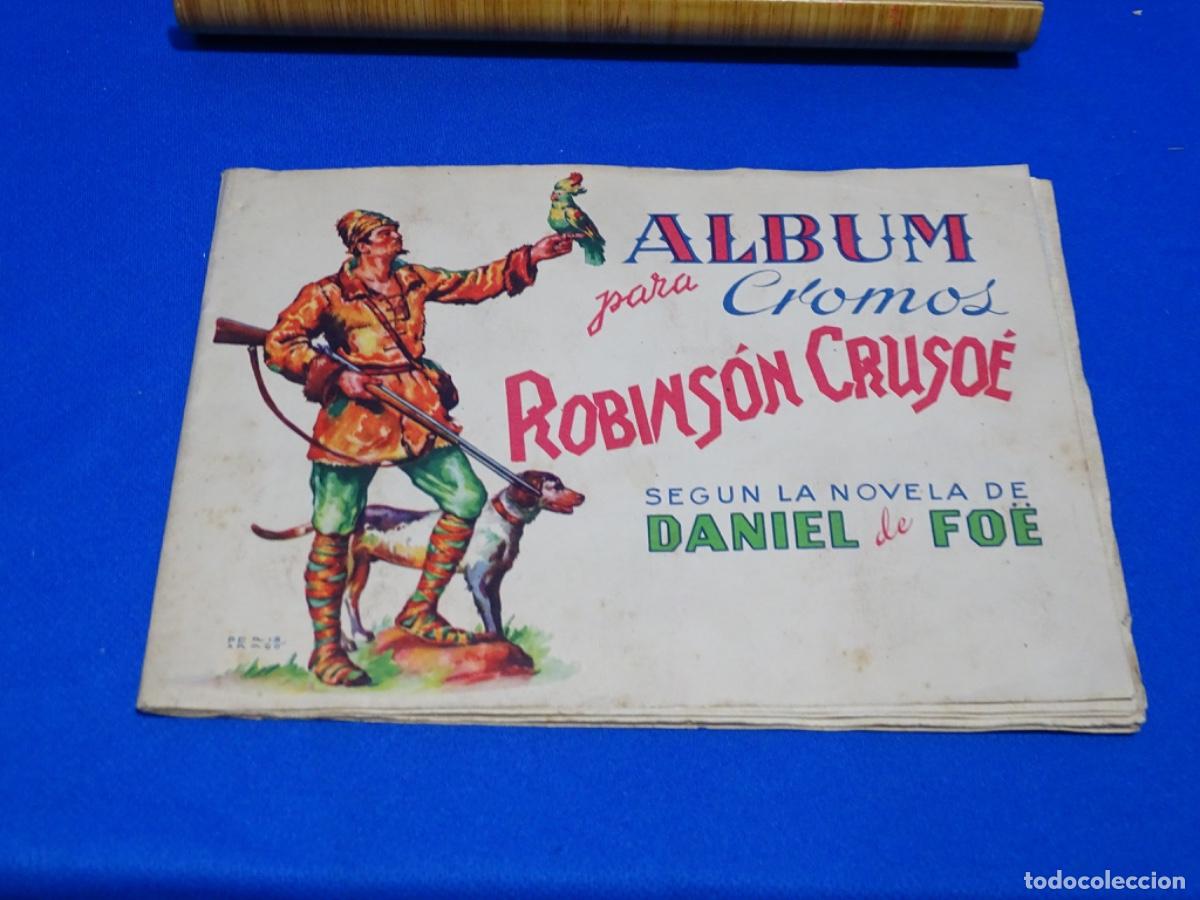 ALBUM
para Cromos
ROBINSÓN CRUSOÉ
SEGUN LA NOVELA DE
DANIEL de FOË
todocoleccion